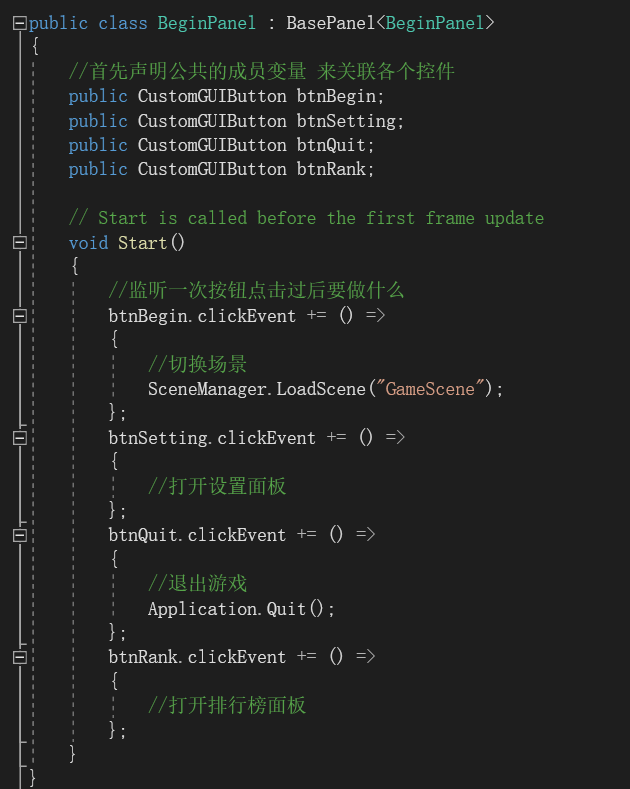 public class BeginPanel : BasePanel<BeginPanel>
{
//首先声明公共的成员变量 来关联各个控件
public CustomGUIButton btnBegin;
public CustomGUIButton btnSetting;
public CustomGUIButton btnQuit;
public CustomGUIButton btnRank;
// Start is called before the first frame update
void Start()
{
//监听一次按钮点击过后要做什么
btnBegin.clickEvent += () =>
{
//切换场景
SceneManager.LoadScene("GameScene");
};
btnSetting.clickEvent += () =>
{
//打开设置面板
};
btnQuit.clickEvent += () =>
{
//退出游戏
Application.Quit();
};
btnRank.clickEvent += () =>
{
//打开排行榜面板
};
}
}